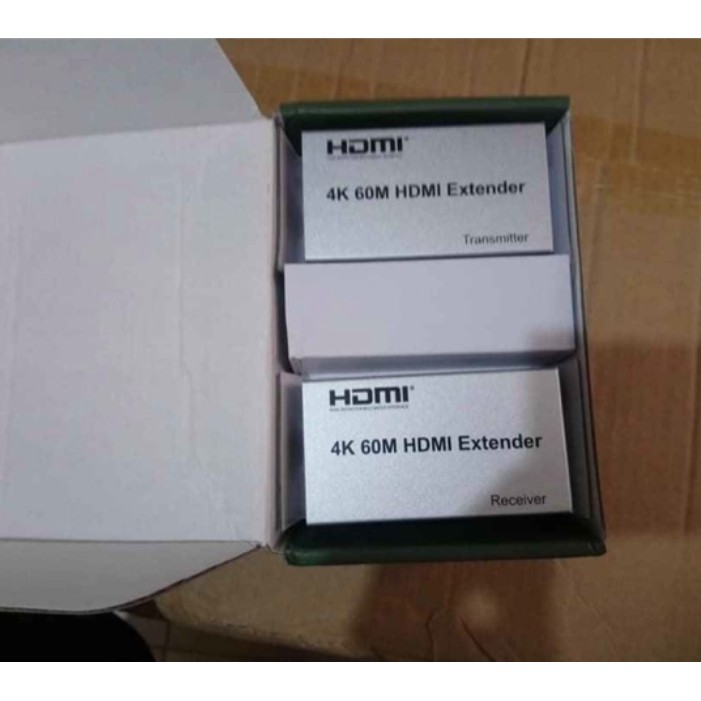 HDMI
4K 60M HDMI Extender
Transmitter
HDMI
4K 60M HDMI Extender
Receiver